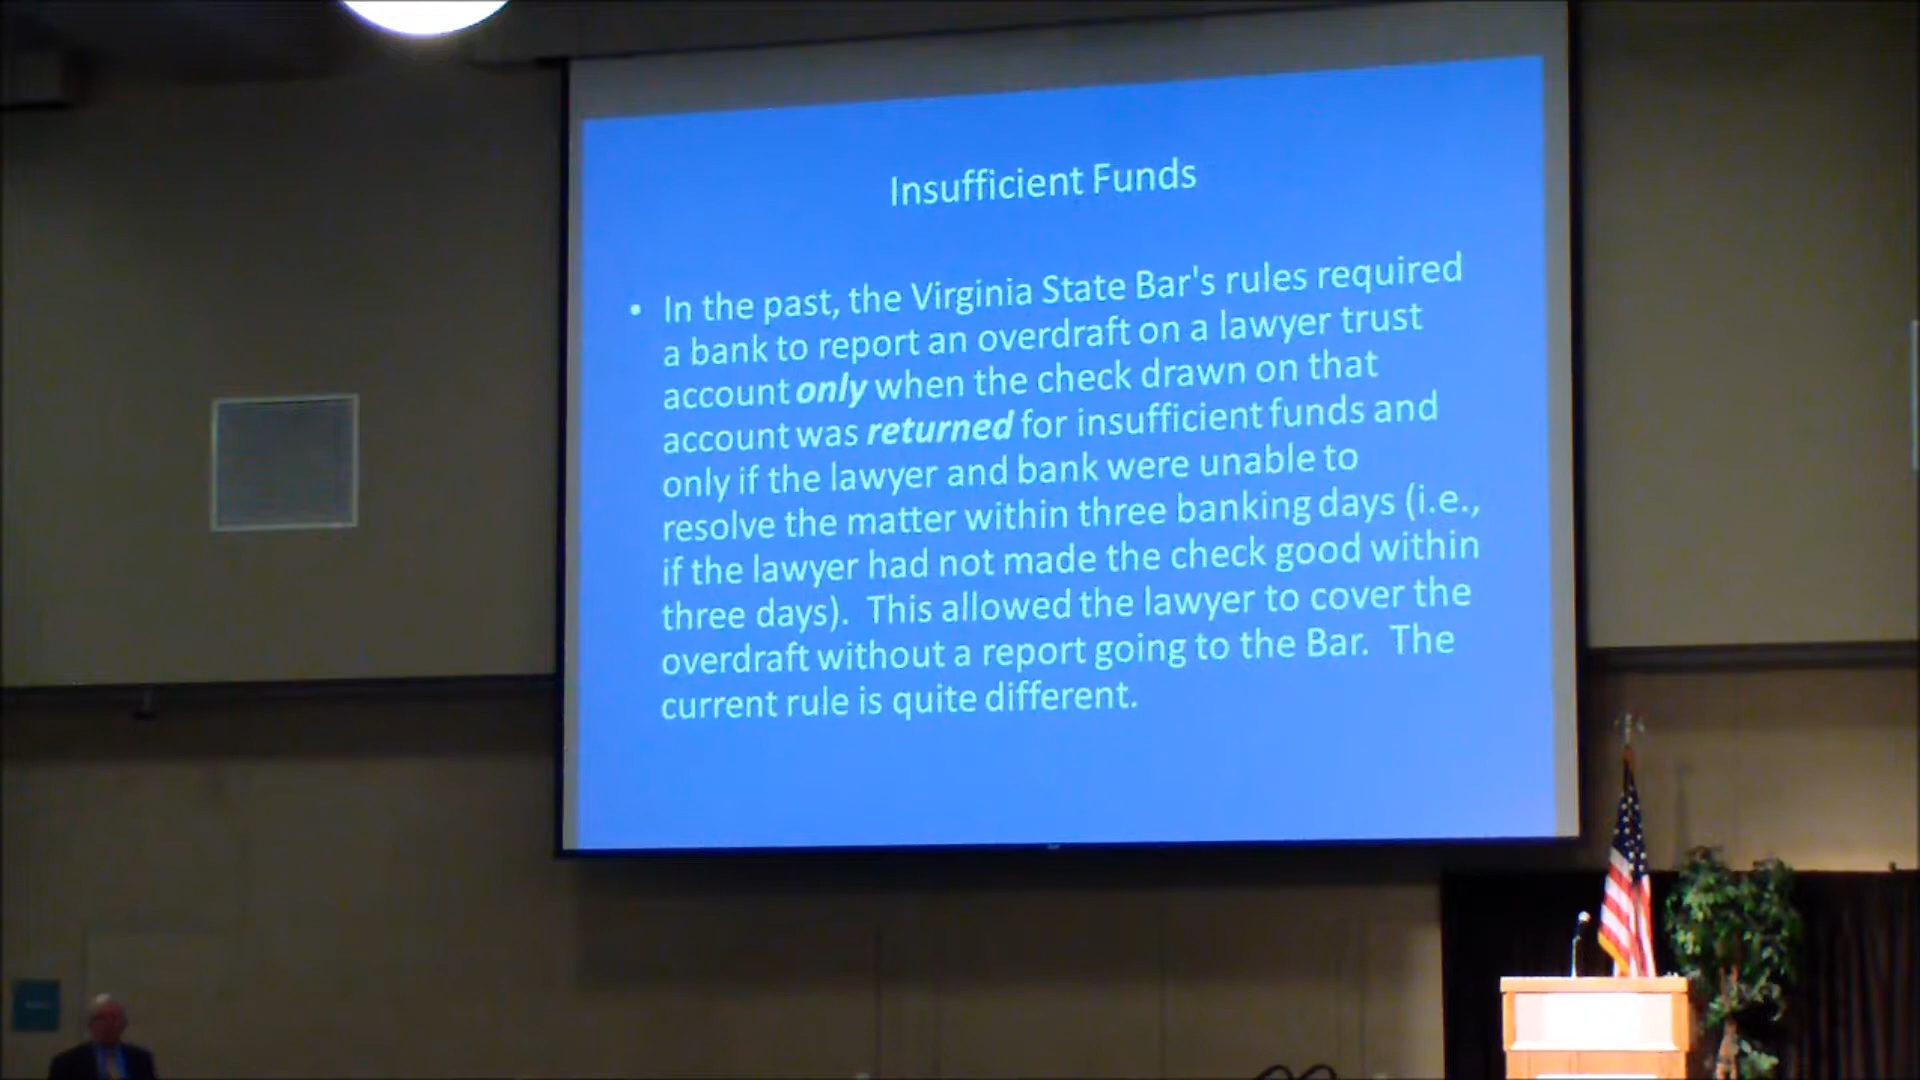 Insufficient Funds
• In the past, the Virginia State Bar's rules required
a bank to report an overdraft on a lawyer trust
account only when the check drawn on that
account was returned for insufficient funds and
only if the lawyer and bank were unable to
resolve the matter within three banking days (i.e.,
if the lawyer had not made the check good within
three days).  This allowed the lawyer to cover the
overdraft without a report going to the Bar.  The
current rule is quite different.